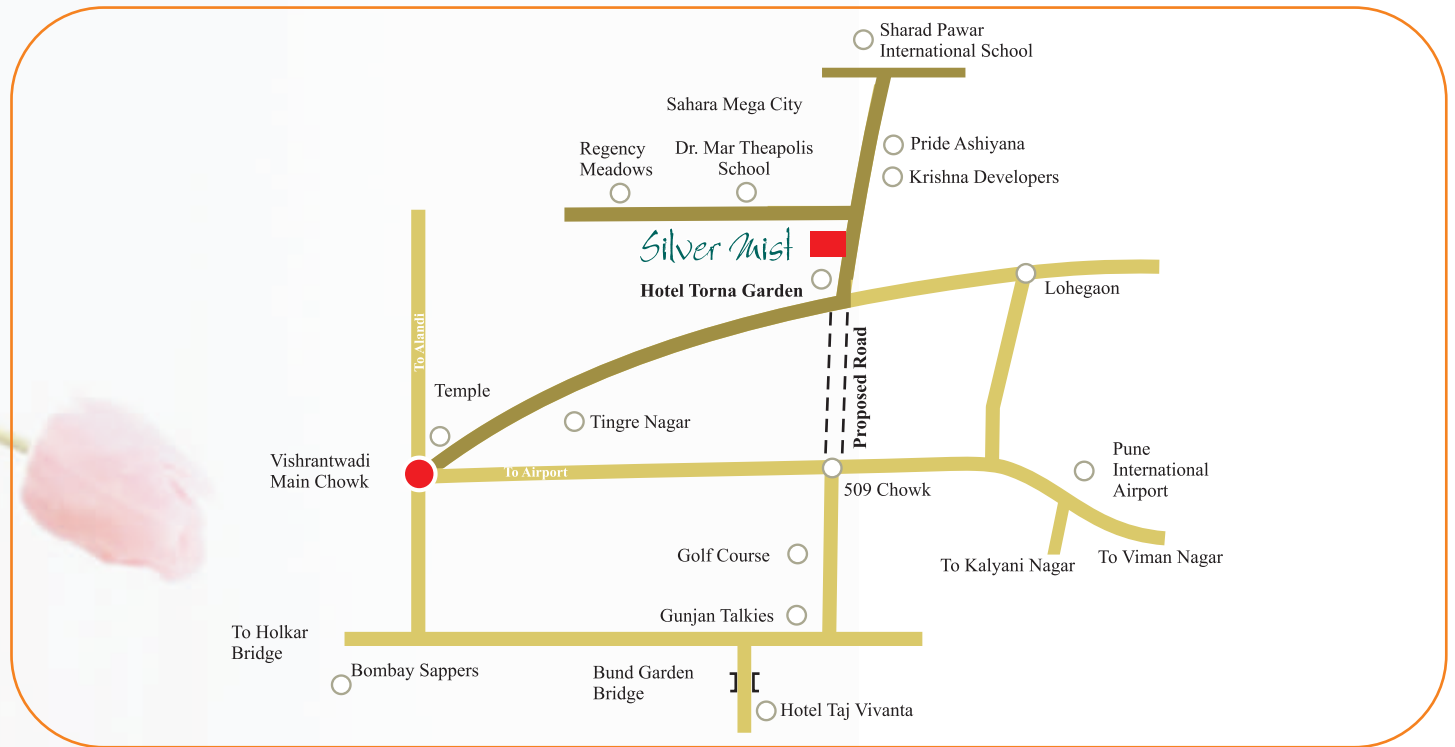 Sharad Pawar
International School
Sahara Mega City
Regency
Meadows
Dr. Mar Theapolis
School
Pride Ashiyana
Krishna Developers
Silver Mist
Hotel Torna Garden
Lohegaon
To Alandi
Proposed Road
Temple
Tingre Nagar
Vishrantwadi
Main Chowk
To Airport
509 Chowk
Pune
International
Airport
Golf Course
To Kalyani Nagar
To Viman Nagar
Gunjan Talkies
To Holkar
Bridge
Bombay Sappers
Bund Garden
Bridge
Hotel Taj Vivanta